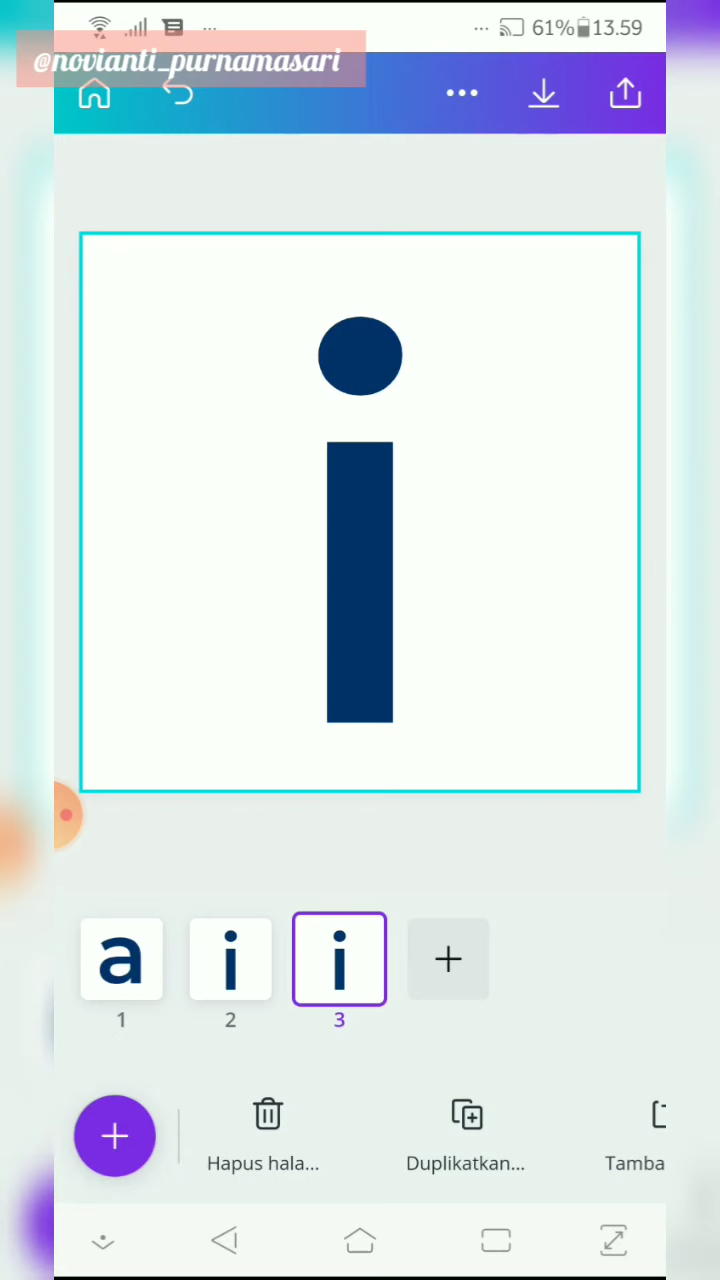 ... 61% 13.59
@novianti_purnamasari
i
a i i
1 2 3
Hapus hala... Duplikatkan... Tamba